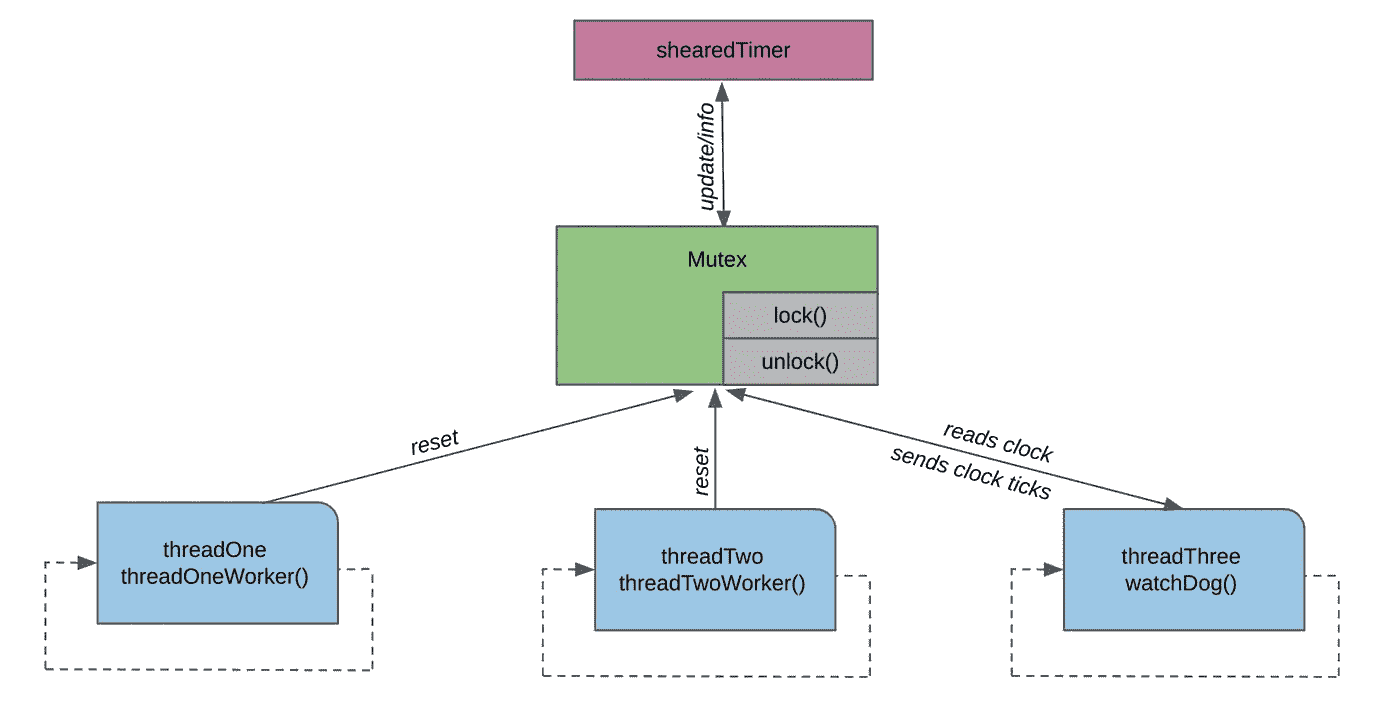 shearedTimer
update/info
Mutex
lock()
unlock()
reset
reset
reads clock
sends clock ticks
threadOne
threadOneWorker()
threadTwo
threadTwoWorker()
threadThree
watchDog()